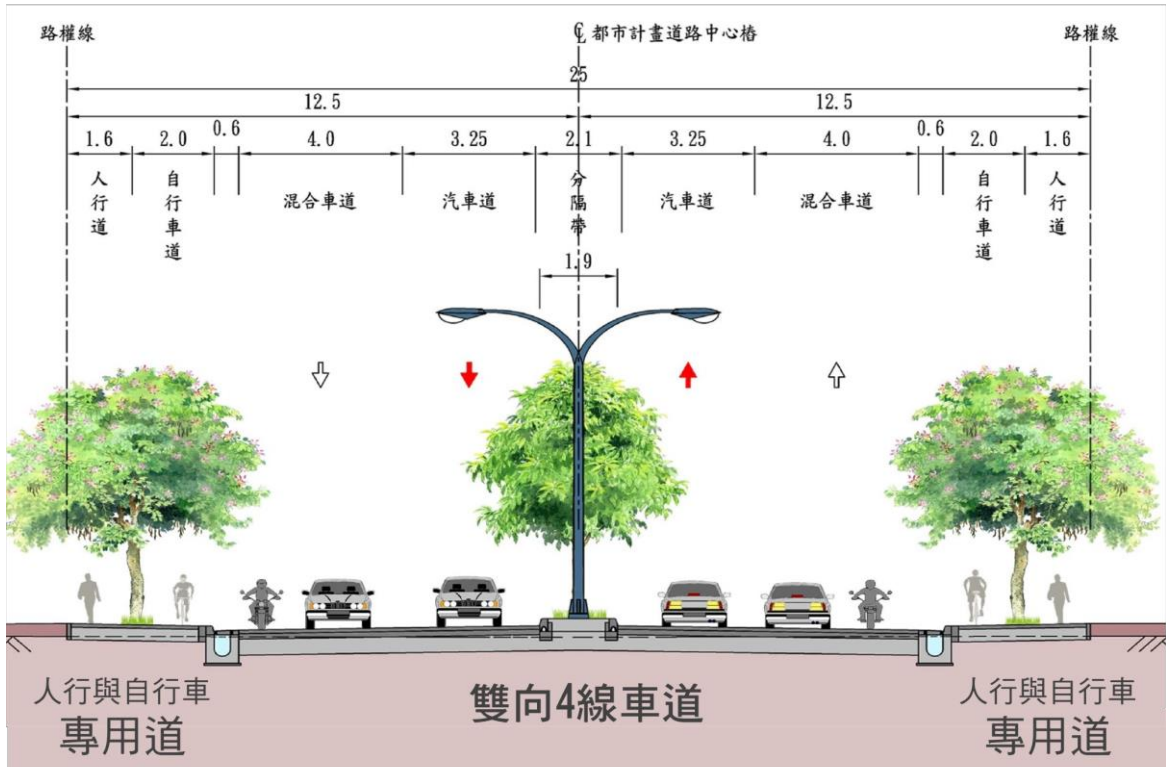 路權線
℄ 都市計畫道路中心樁
路權線
25
12.5
12.5
1.6
2.0
0.6
4.0
3.25
2.1
3.25
4.0
0.6
2.0
1.6
人行道
自行車道
混合車道
汽車道
分隔帶
汽車道
混合車道
自行車道
人行道
1.9
人行與自行車
專用道
雙向4線車道
人行與自行車
專用道